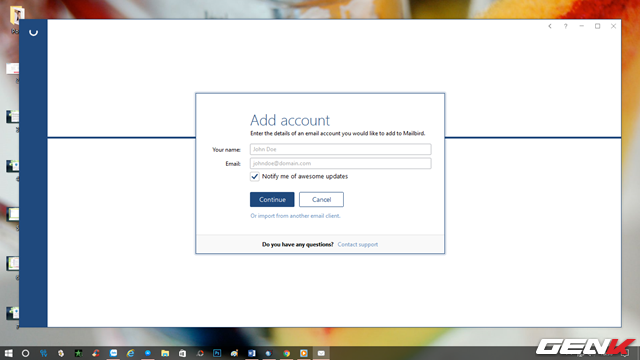 Add account
Enter the details of an email account you would like to add to Mailbird.
Your name: John Doe
Email: johndoe@domain.com
Notify me of awesome updates
Continue Cancel
Or import from another email client.
Do you have any questions? Contact support
GENK